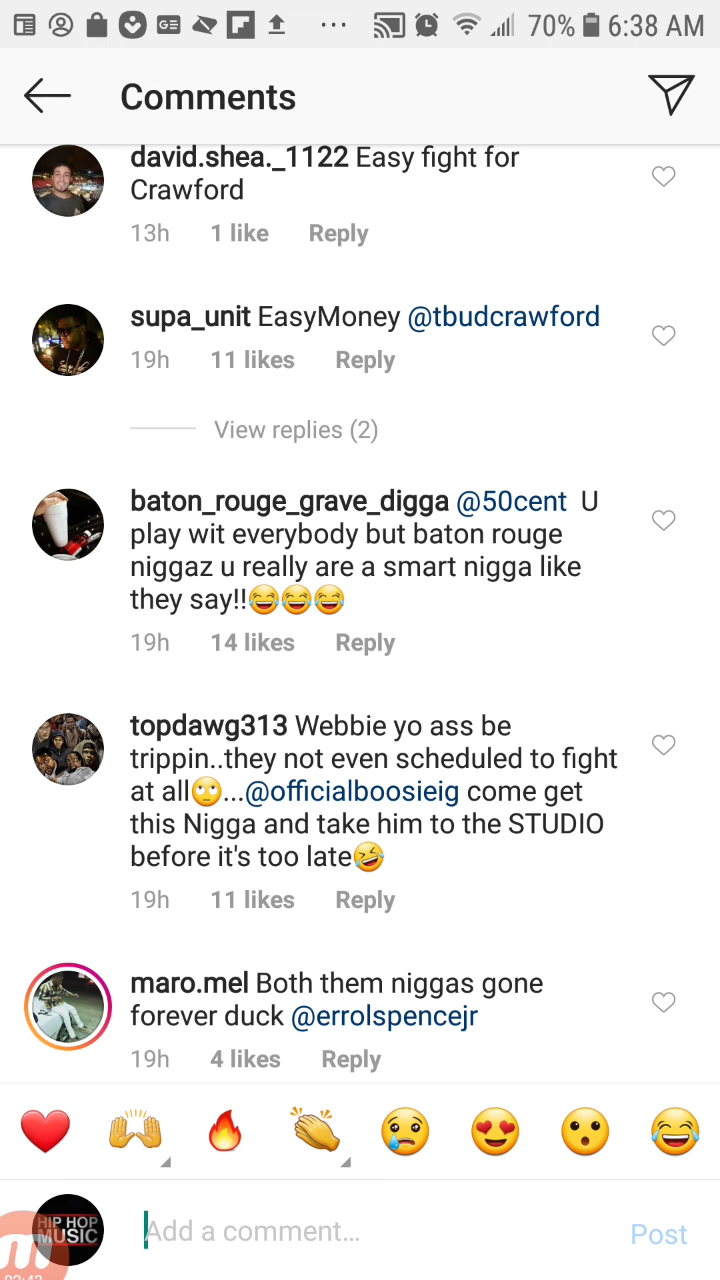 70% 6:38 AM
Comments
david.shea._1122 Easy fight for
Crawford
13h 1 like Reply
supa_unit EasyMoney @tbudcrawford
19h 11 likes Reply
View replies (2)
baton_rouge_grave_digga @50cent U
play wit everybody but baton rouge
niggaz u really are a smart nigga like
they say!!😂😂😂
19h 14 likes Reply
topdawg313 Webbie yo ass be
trippin..they not even scheduled to fight
at all🙄...@officialboosieig come get
this Nigga and take him to the STUDIO
before it's too late🤣
19h 11 likes Reply
maro.mel Both them niggas gone
forever duck @errolspencejr
19h 4 likes Reply
HIP HOP
MUSIC
Add a comment...
Post